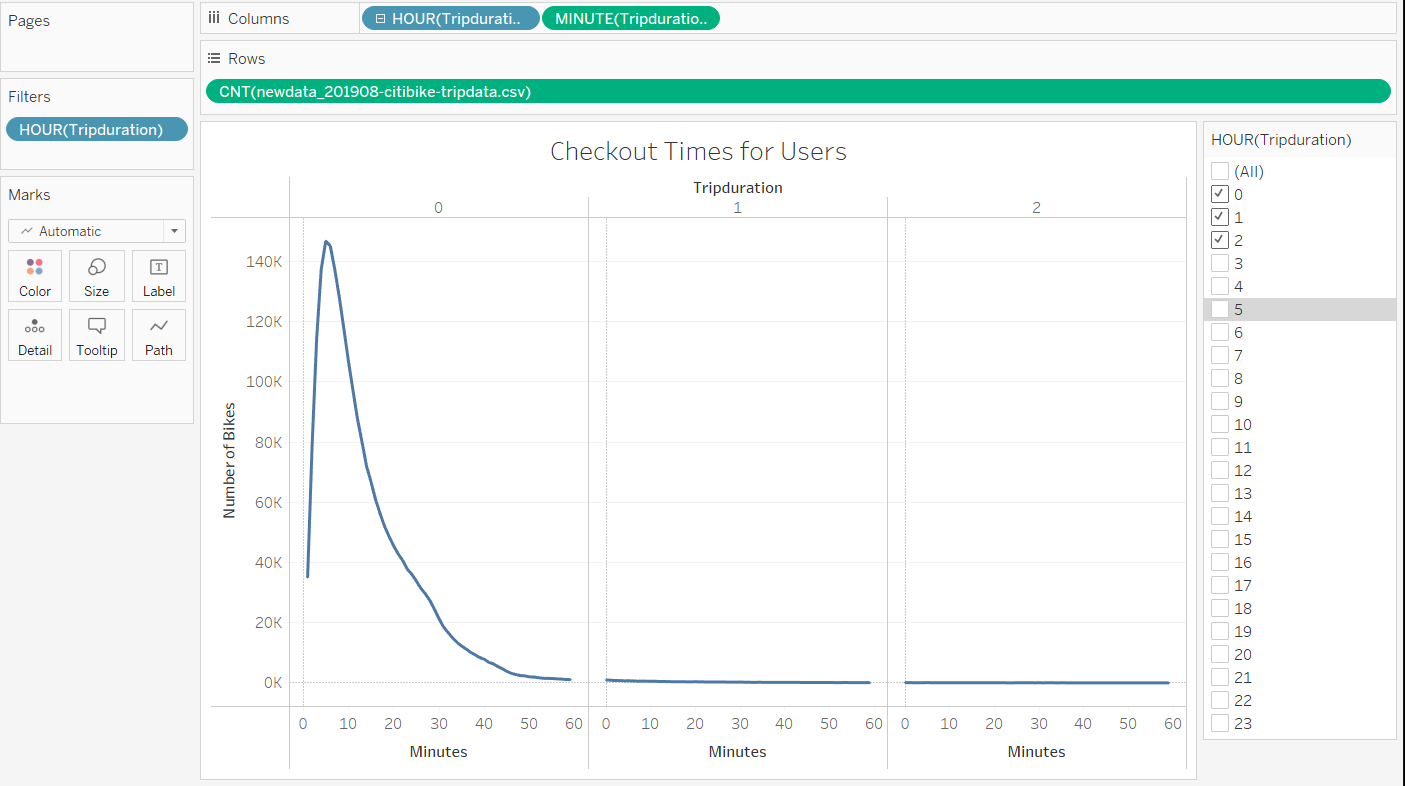 Pages
Columns
HOUR(Tripdurati..
MINUTE(Tripduratio..
Rows
CNT(newdata_201908-citibike-tripdata.csv)
Filters
HOUR(Tripduration)
Marks
Automatic
Color
Size
Label
T
Detail
Tooltip
Path
Checkout Times for Users
Tripduration
0 1 2
Number of Bikes
140K
120K
100K
80K
60K
40K
20K
0K
0 10 20 30 40 50 60 0 10 20 30 40 50 60 0 10 20 30 40 50 60
Minutes Minutes Minutes
HOUR(Tripduration)
(All)
0
1
2
3
4
5
6
7
8
9
10
11
12
13
14
15
16
17
18
19
20
21
22
23